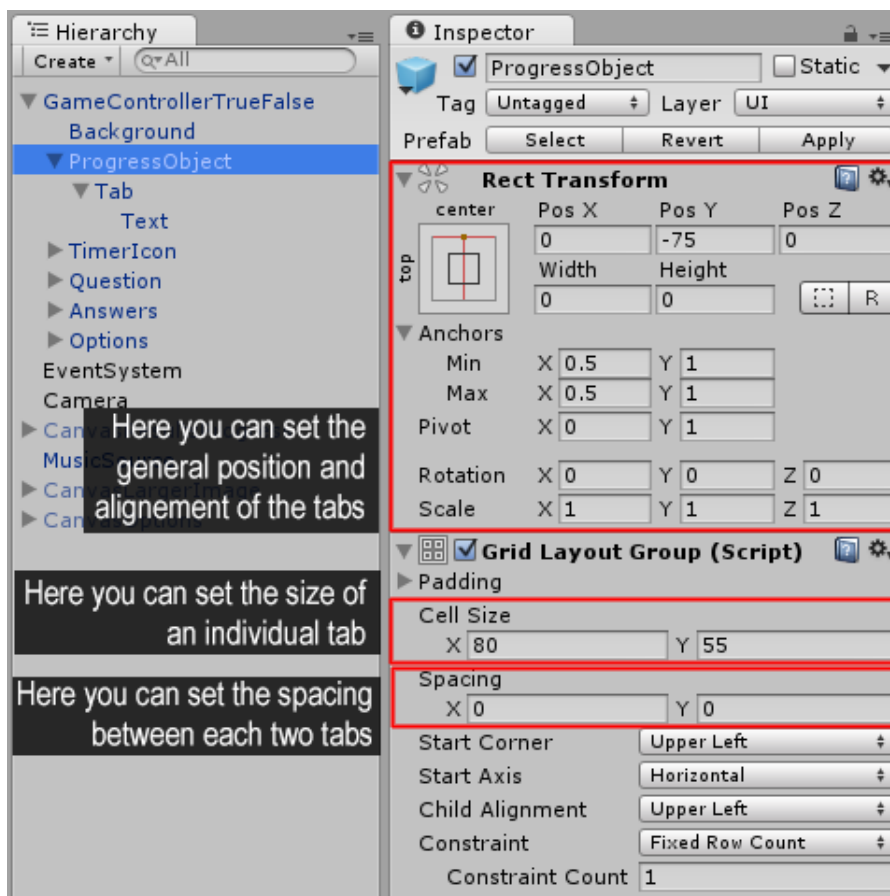 Hierarchy
Create All
GameControllerTrueFalse
Background
ProgressObject
Tab
Text
TimerIcon
Question
Answers
Options
EventSystem
Camera
Here you can set the
general position and
alignement of the tabs
Here you can set the size of
an individual tab
Here you can set the spacing
between each two tabs
Inspector
ProgressObject Static
Tag Untagged Layer UI
Prefab Select Revert Apply
Rect Transform
center Pos X Pos Y Pos Z
top 0 -75 0
Width Height
0 0 R
Anchors
Min X 0.5 Y 1
Max X 0.5 Y 1
Pivot X 0 Y 1
Rotation X 0 Y 0 Z 0
Scale X 1 Y 1 Z 1
Grid Layout Group (Script)
Padding
Cell Size
X 80 Y 55
Spacing
X 0 Y 0
Start Corner Upper Left
Start Axis Horizontal
Child Alignment Upper Left
Constraint Fixed Row Count
Constraint Count 1